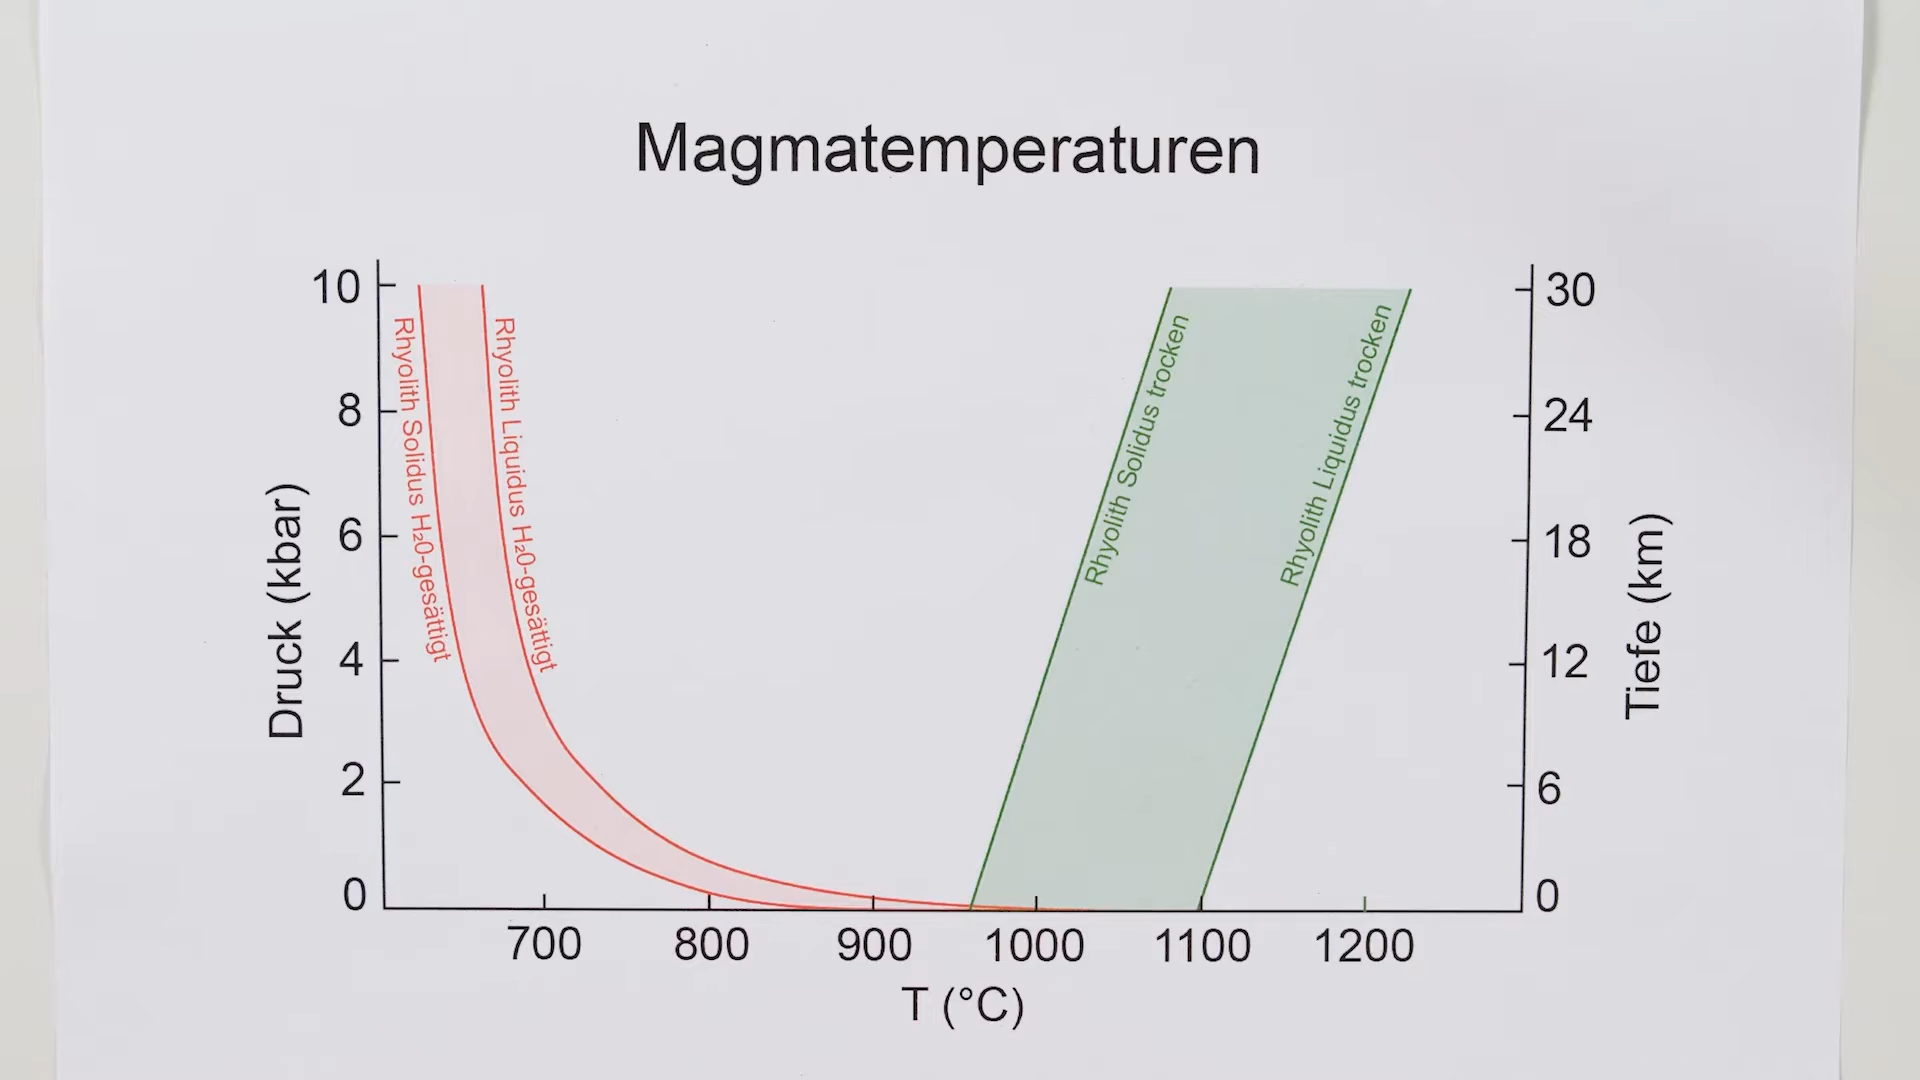 Magmatemperaturen
10
8
6
4
2
0
Druck (kbar)
Rhyolith Solidus H₂0-gesättigt
Rhyolith Liquidus H₂0-gesättigt
Rhyolith Solidus trocken
Rhyolith Liquidus trocken
30
24
18
12
6
0
Tiefe (km)
700 800 900 1000 1100 1200
T (°C)